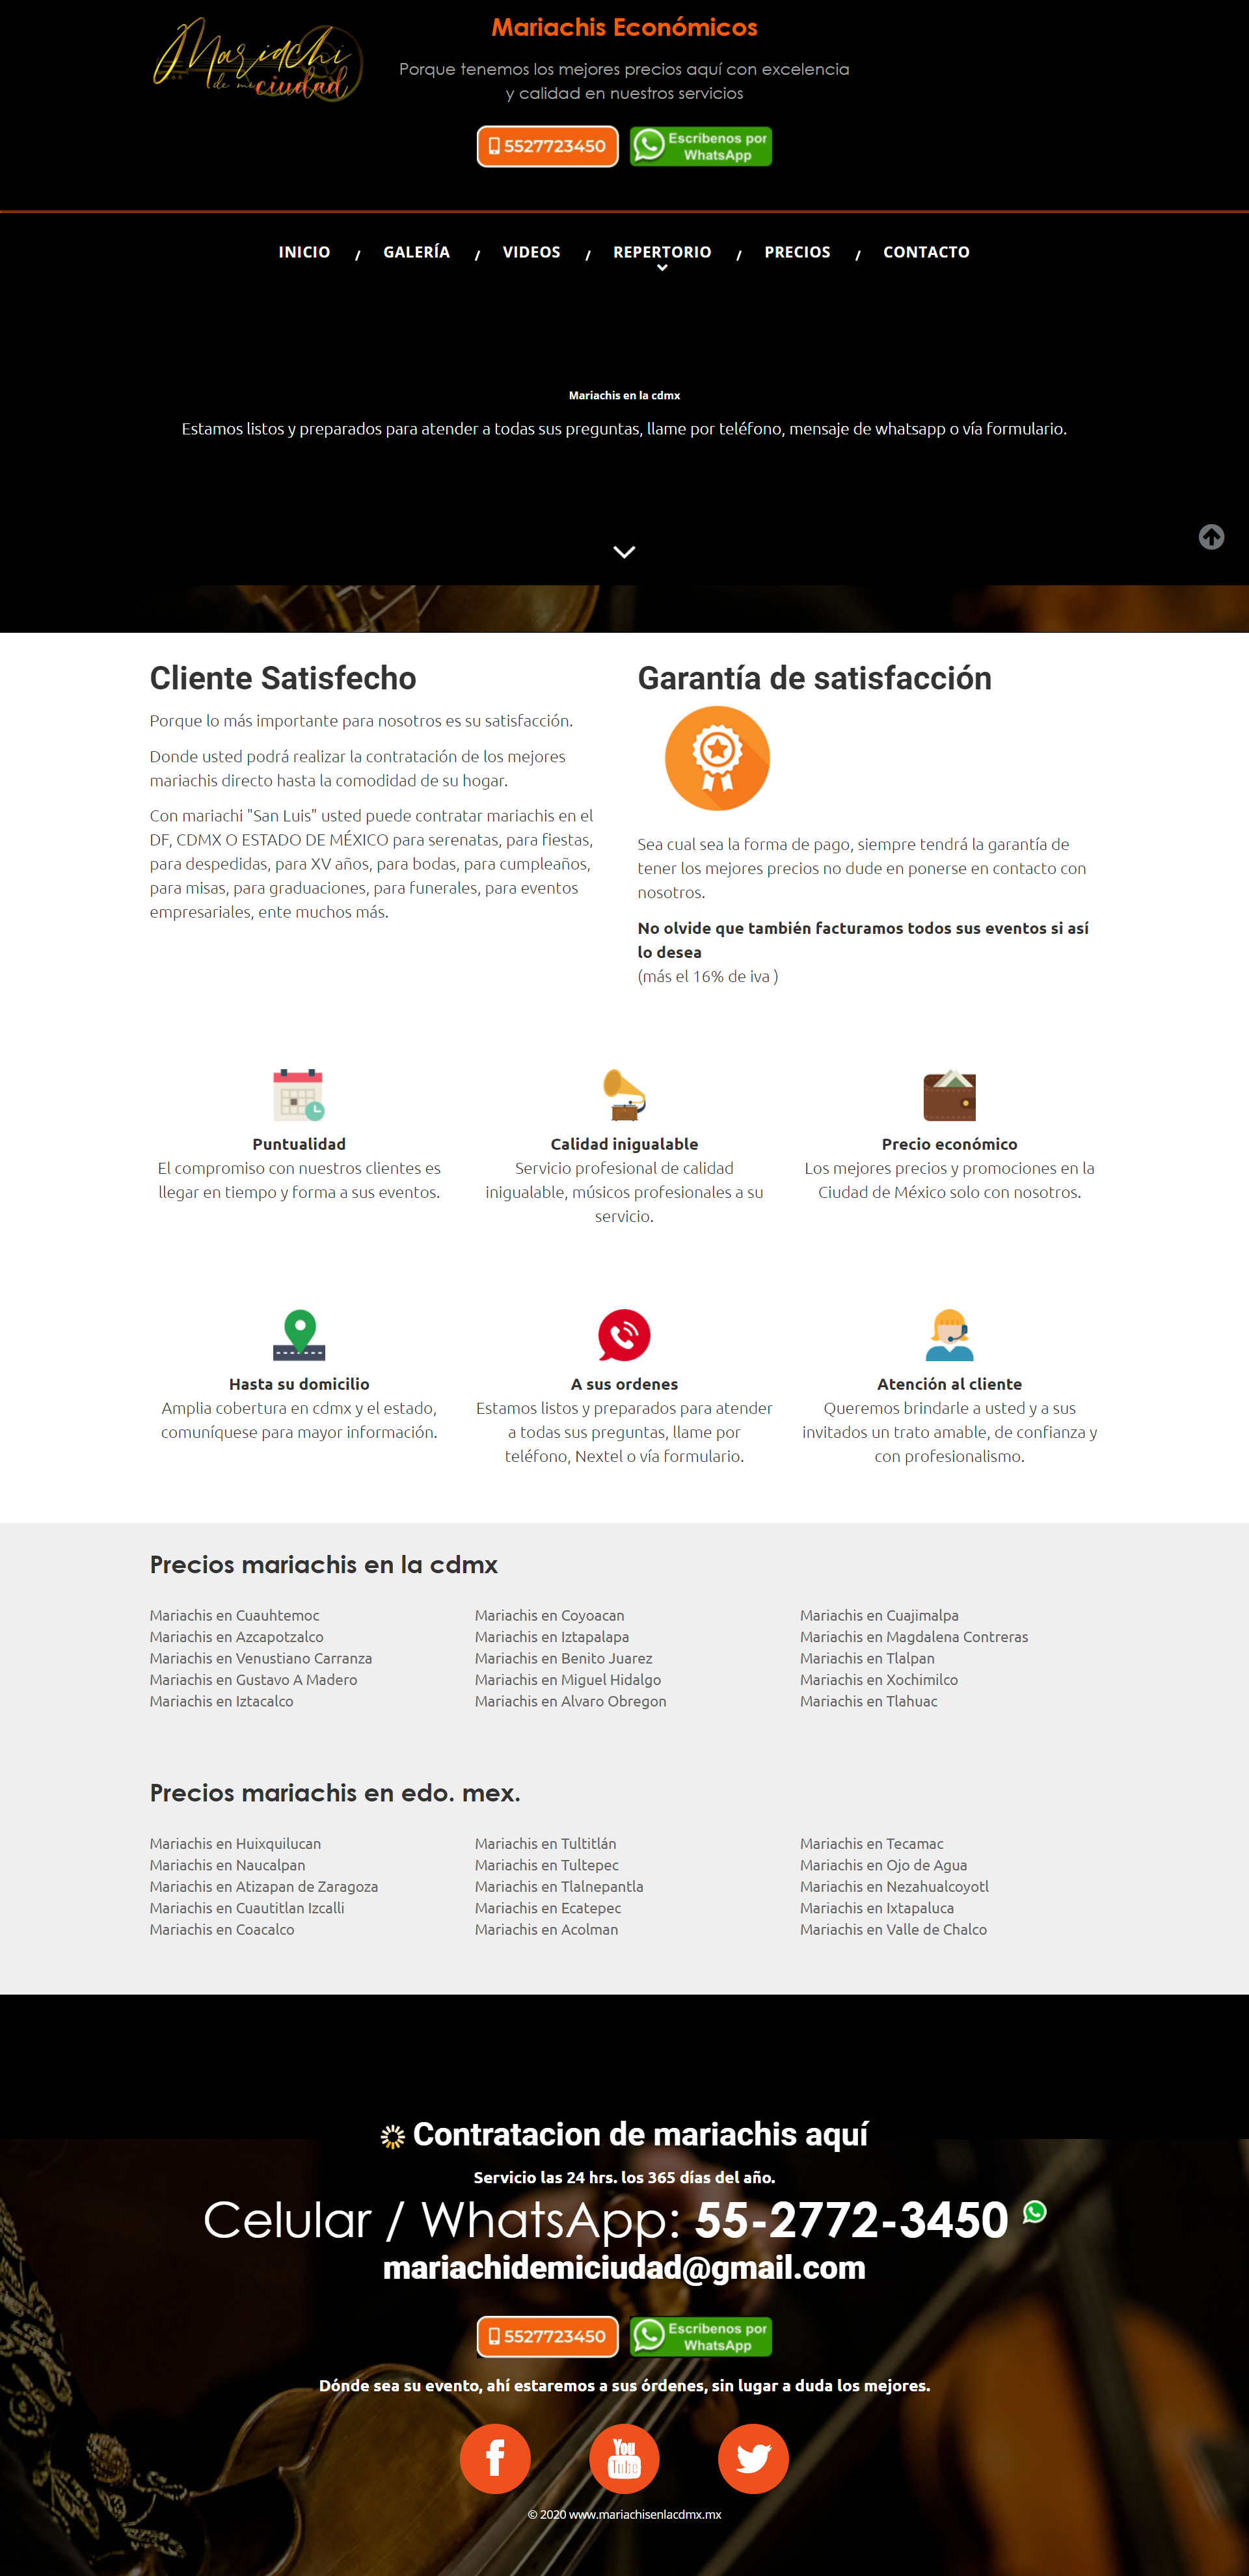 Mariachi
de mi ciudad
Mariachis Económicos
Porque tenemos los mejores precios aquí con excelencia
y calidad en nuestros servicios
5527723450
Escríbenos por
WhatsApp
INICIO / GALERÍA / VIDEOS / REPERTORIO / PRECIOS / CONTACTO
Mariachis en la cdmx
Estamos listos y preparados para atender a todas sus preguntas, llame por teléfono, mensaje de whatsapp o vía formulario.
Cliente Satisfecho
Porque lo más importante para nosotros es su satisfacción.
Donde usted podrá realizar la contratación de los mejores
mariachis directo hasta la comodidad de su hogar.
Con mariachi "San Luis" usted puede contratar mariachis en el
DF, CDMX O ESTADO DE MÉXICO para serenatas, para fiestas,
para despedidas, para XV años, para bodas, para cumpleaños,
para misas, para graduaciones, para funerales, para eventos
empresariales, ente muchos más.
Garantía de satisfacción
Sea cual sea la forma de pago, siempre tendrá la garantía de
tener los mejores precios no dude en ponerse en contacto con
nosotros.
No olvide que también facturamos todos sus eventos si así
lo desea
(más el 16% de iva )
Puntualidad
El compromiso con nuestros clientes es
llegar en tiempo y forma a sus eventos.
Calidad inigualable
Servicio profesional de calidad
inigualable, músicos profesionales a su
servicio.
Precio económico
Los mejores precios y promociones en la
Ciudad de México solo con nosotros.
Hasta su domicilio
Amplia cobertura en cdmx y el estado,
comuníquese para mayor información.
A sus ordenes
Estamos listos y preparados para atender
a todas sus preguntas, llame por
teléfono, Nextel o vía formulario.
Atención al cliente
Queremos brindarle a usted y a sus
invitados un trato amable, de confianza y
con profesionalismo.
Precios mariachis en la cdmx
Mariachis en Cuauhtemoc
Mariachis en Azcapotzalco
Mariachis en Venustiano Carranza
Mariachis en Gustavo A Madero
Mariachis en Iztacalco
Mariachis en Coyoacan
Mariachis en Iztapalapa
Mariachis en Benito Juarez
Mariachis en Miguel Hidalgo
Mariachis en Alvaro Obregon
Mariachis en Cuajimalpa
Mariachis en Magdalena Contreras
Mariachis en Tlalpan
Mariachis en Xochimilco
Mariachis en Tlahuac
Precios mariachis en edo. mex.
Mariachis en Huixquilucan
Mariachis en Naucalpan
Mariachis en Atizapan de Zaragoza
Mariachis en Cuautitlan Izcalli
Mariachis en Coacalco
Mariachis en Tultitlán
Mariachis en Tultepec
Mariachis en Tlalnepantla
Mariachis en Ecatepec
Mariachis en Acolman
Mariachis en Tecamac
Mariachis en Ojo de Agua
Mariachis en Nezahualcoyotl
Mariachis en Ixtapaluca
Mariachis en Valle de Chalco
Contratacion de mariachis aquí
Servicio las 24 hrs. los 365 días del año.
Celular / WhatsApp: 55-2772-3450
mariachidemiciudad@gmail.com
5527723450
Escríbenos por
WhatsApp
Dónde sea su evento, ahí estaremos a sus órdenes, sin lugar a duda los mejores.
You
Tube
© 2020 www.mariachisenlacdmx.mx